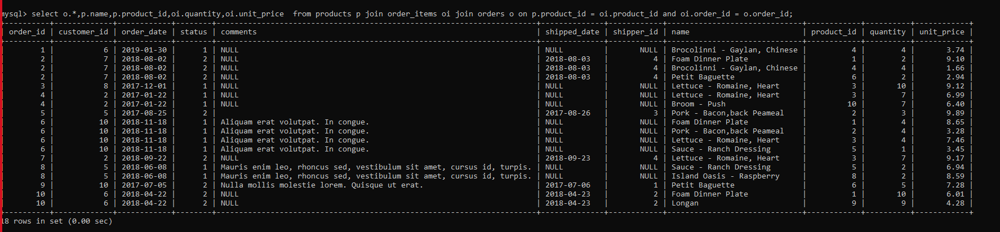 mysql> select o.*,p.name,p.product_id,oi.quantity,oi.unit_price  from products p join order_items oi join orders o on p.product_id = oi.product_id and oi.order_id = o.order_id;
| order_id | customer_id | order_date | status | comments | shipped_date | shipper_id | name | product_id | quantity | unit_price |
| 1 | 6 | 2019-01-30 | 1 | NULL | NULL | NULL | Brocolinni - Gaylan, Chinese | 4 | 4 | 3.74 |
| 2 | 7 | 2018-08-02 | 2 | NULL | 2018-08-03 | 4 | Foam Dinner Plate | 1 | 2 | 9.10 |
| 2 | 7 | 2018-08-02 | 2 | NULL | 2018-08-03 | 4 | Brocolinni - Gaylan, Chinese | 4 | 4 | 1.66 |
| 2 | 7 | 2018-08-02 | 2 | NULL | 2018-08-03 | 4 | Petit Baguette | 6 | 2 | 2.94 |
| 3 | 8 | 2017-12-01 | 1 | NULL | NULL | NULL | Lettuce - Romaine, Heart | 3 | 10 | 9.12 |
| 4 | 2 | 2017-01-22 | 1 | NULL | NULL | NULL | Lettuce - Romaine, Heart | 3 | 7 | 6.99 |
| 4 | 2 | 2017-01-22 | 1 | NULL | NULL | NULL | Broom - Push | 10 | 7 | 6.40 |
| 5 | 5 | 2017-08-25 | 2 | | 2017-08-26 | 3 | Pork - Bacon,back Peameal | 2 | 3 | 9.89 |
| 6 | 10 | 2018-11-18 | 1 | Aliquam erat volutpat. In congue. | NULL | NULL | Foam Dinner Plate | 1 | 4 | 8.65 |
| 6 | 10 | 2018-11-18 | 1 | Aliquam erat volutpat. In congue. | NULL | NULL | Pork - Bacon,back Peameal | 2 | 4 | 3.28 |
| 6 | 10 | 2018-11-18 | 1 | Aliquam erat volutpat. In congue. | NULL | NULL | Lettuce - Romaine, Heart | 3 | 4 | 7.46 |
| 6 | 10 | 2018-11-18 | 1 | Aliquam erat volutpat. In congue. | NULL | NULL | Sauce - Ranch Dressing | 5 | 1 | 3.45 |
| 7 | 2 | 2018-09-22 | 2 | NULL | 2018-09-23 | 4 | Lettuce - Romaine, Heart | 3 | 7 | 9.17 |
| 8 | 5 | 2018-06-08 | 1 | Mauris enim leo, rhoncus sed, vestibulum sit amet, cursus id, turpis. | NULL | NULL | Sauce - Ranch Dressing | 5 | 2 | 6.94 |
| 8 | 5 | 2018-06-08 | 1 | Mauris enim leo, rhoncus sed, vestibulum sit amet, cursus id, turpis. | NULL | NULL | Island Oasis - Raspberry | 8 | 2 | 8.59 |
| 9 | 10 | 2017-07-05 | 2 | Nulla mollis molestie lorem. Quisque ut erat. | 2017-07-06 | 1 | Petit Baguette | 6 | 5 | 7.28 |
| 10 | 6 | 2018-04-22 | 2 | NULL | 2018-04-23 | 2 | Foam Dinner Plate | 1 | 10 | 6.01 |
| 10 | 6 | 2018-04-22 | 2 | NULL | 2018-04-23 | 2 | Longan | 9 | 9 | 4.28 |
18 rows in set (0.00 sec)